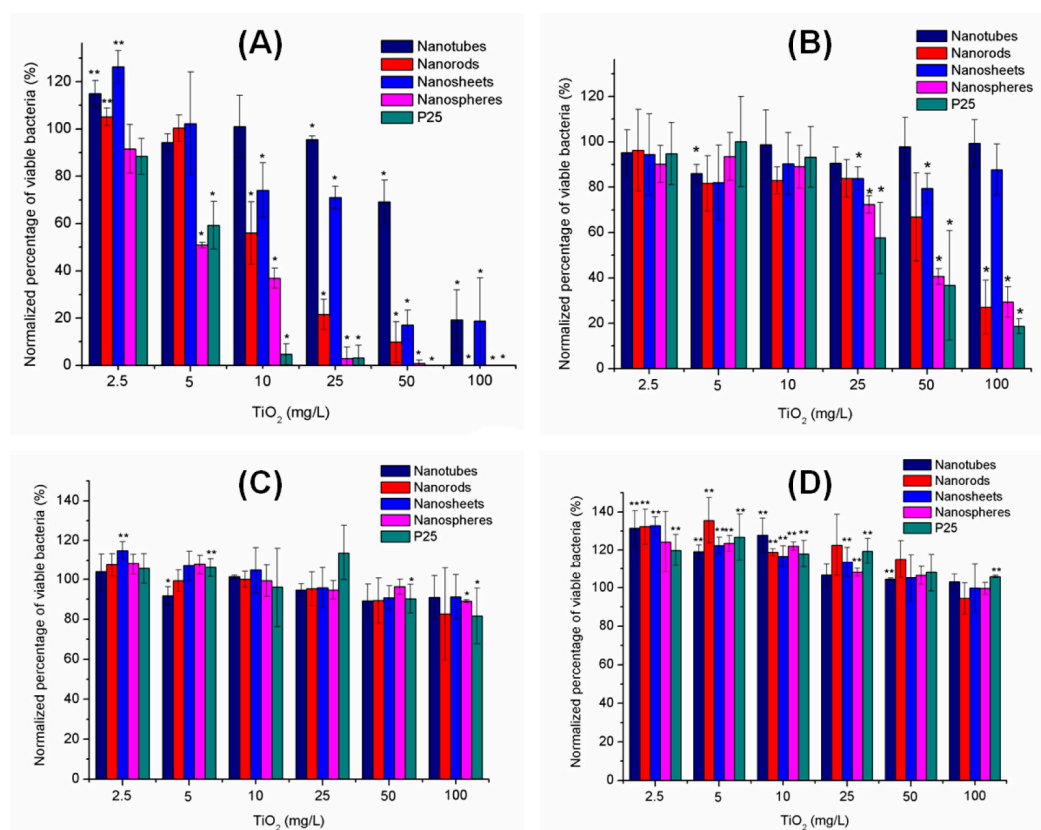 (A)
Nanotubes
Nanorods
Nanosheets
Nanospheres
P25
Normalized percentage of viable bacteria (%)
120
100
80
60
40
20
0
** ** ** * * * * * * * * * * * * * * * * * * * *
2.5 5 10 25 50 100
TiO2 (mg/L)
(B)
Nanotubes
Nanorods
Nanosheets
Nanospheres
P25
Normalized percentage of viable bacteria (%)
120
100
80
60
40
20
0
* * * * * * * * * *
2.5 5 10 25 50 100
TiO2 (mg/L)
(C)
Nanotubes
Nanorods
Nanosheets
Nanospheres
P25
Normalized percentage of viable bacteria (%)
140
120
100
80
60
40
20
0
** * ** * * *
2.5 5 10 25 50 100
TiO2 (mg/L)
(D)
Nanotubes
Nanorods
Nanosheets
Nanospheres
P25
Normalized percentage of viable bacteria (%)
140
120
100
80
60
40
20
0
** ** ** ** ** ** ** ** ** ** ** ** ** ** ** ** ** ** **
2.5 5 10 25 50 100
TiO2 (mg/L)